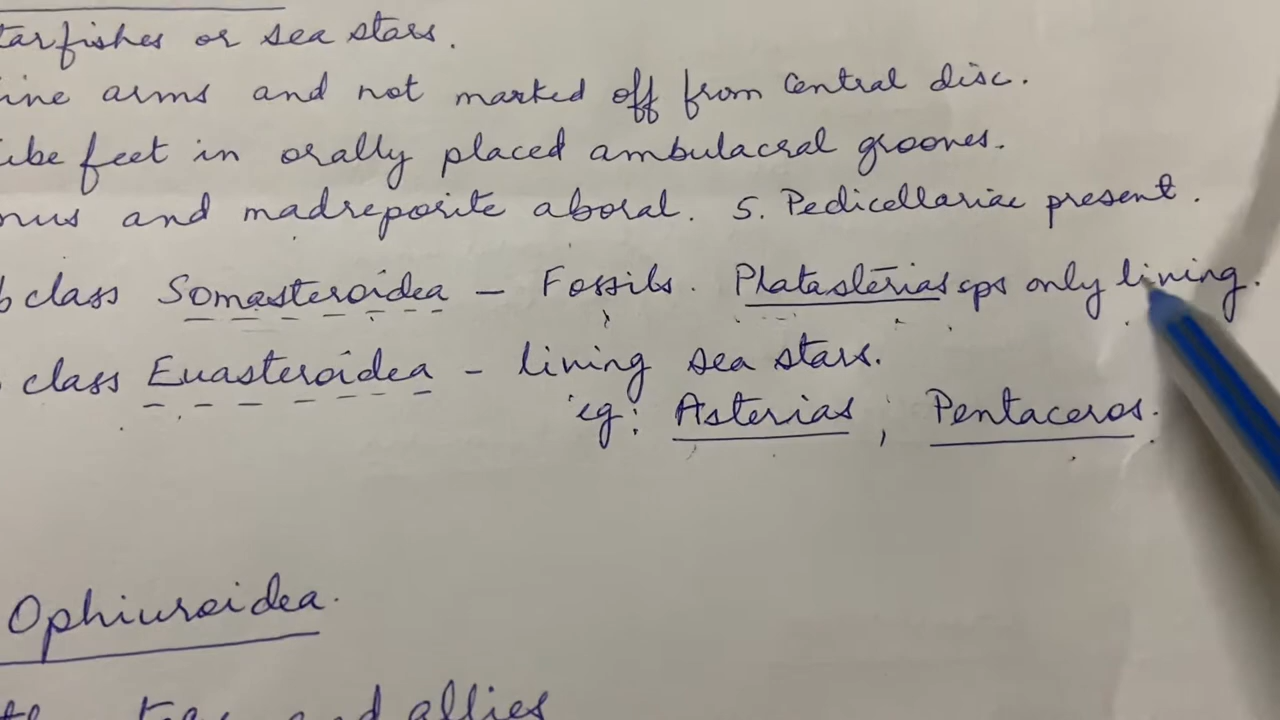 tarfishes or sea stars.
ine arms and not marked off from Central disc.
ube feet in orally placed ambulacral grooves.
nus and madreporite aboral. 5. Pedicellariae present.
b class Somasteroidea - Fossils. Platasterias sps only living.
class Euasteroidea - living sea stars.
eg: Asterias ; Pentaceros.
Ophiuroidea.
and allies